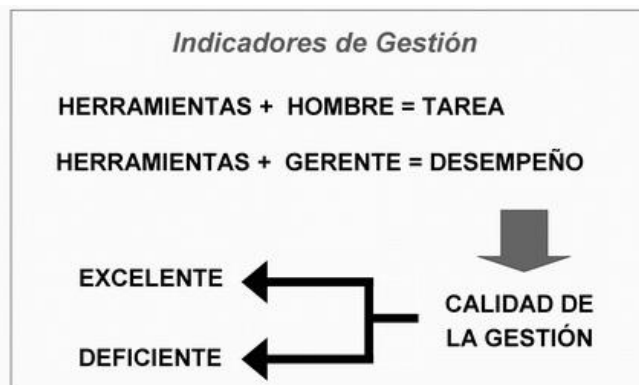 Indicadores de Gestión
HERRAMIENTAS + HOMBRE = TAREA
HERRAMIENTAS + GERENTE = DESEMPEÑO
EXCELENTE
CALIDAD DE
LA GESTIÓN
DEFICIENTE